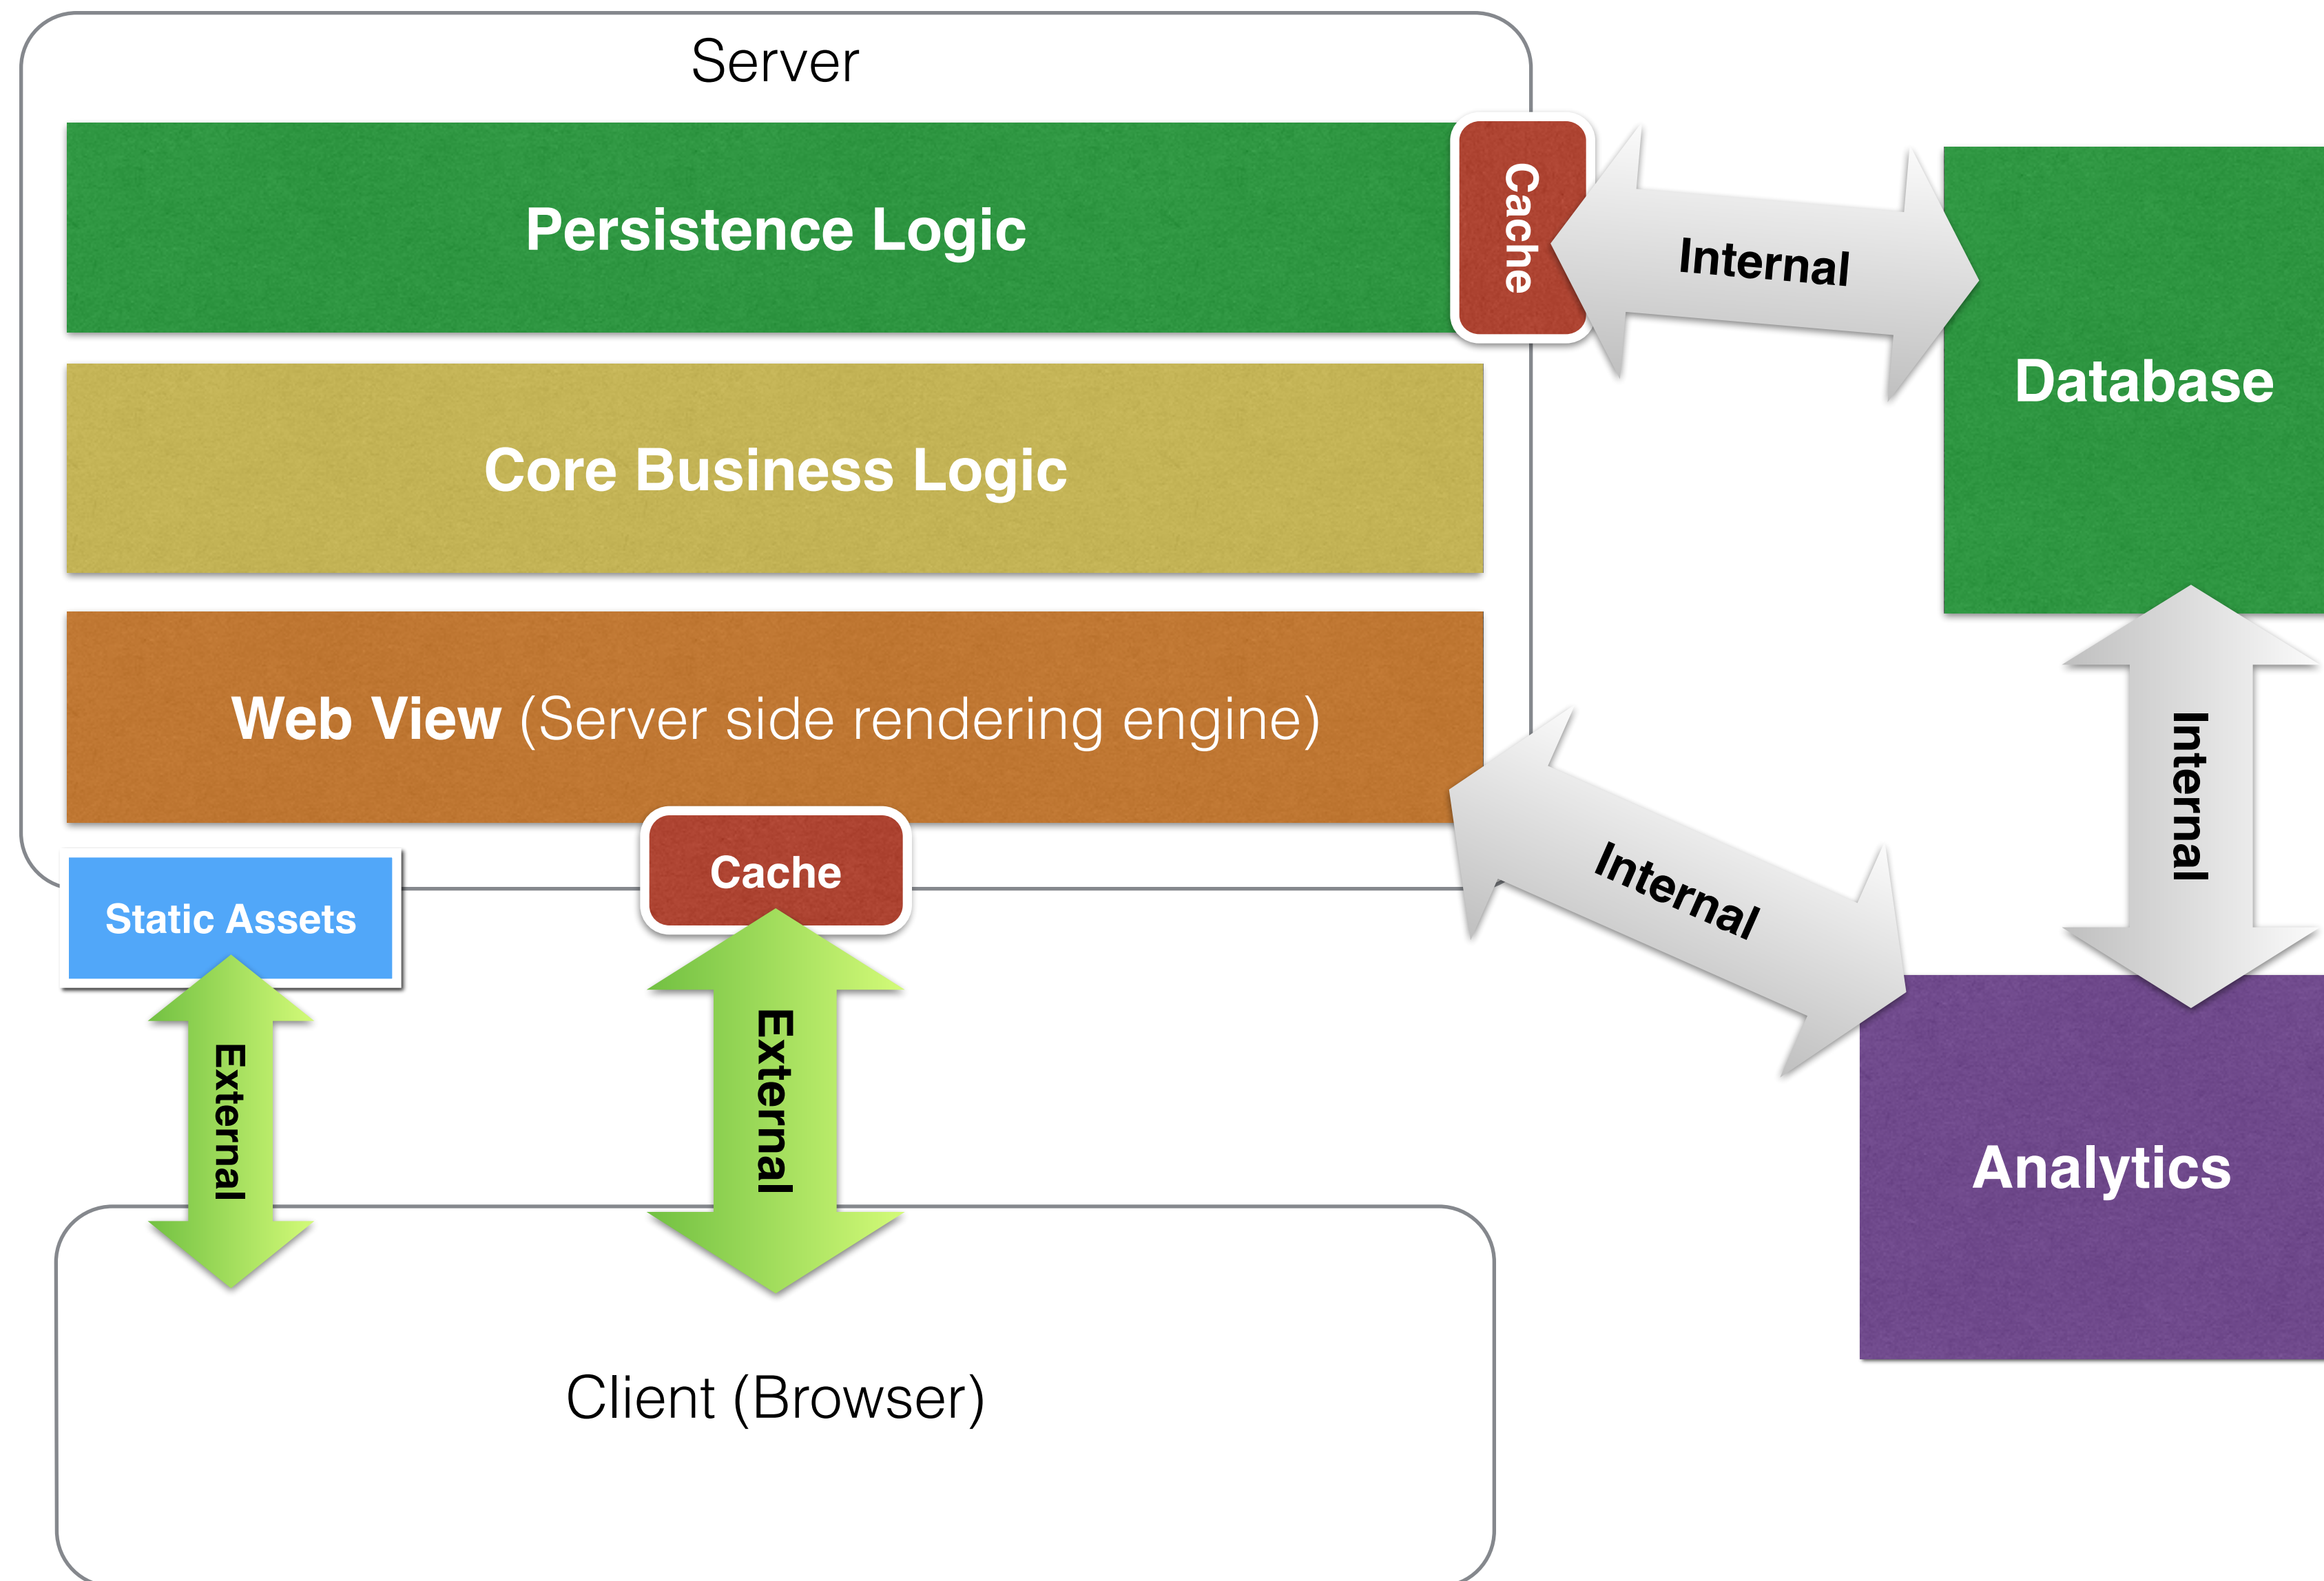 Server
Persistence Logic
Cache
Internal
Database
Core Business Logic
Web View (Server side rendering engine)
Internal
Internal
Cache
Static Assets
External
External
Analytics
Client (Browser)